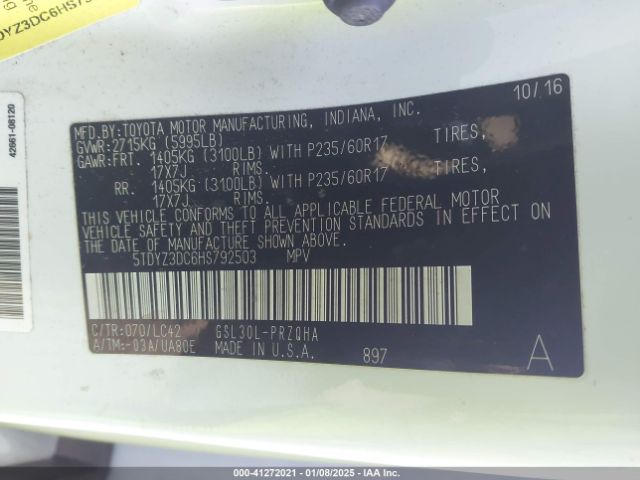 DYZ3DC6HS79
42661-08120
10/16
MFD.BY:TOYOTA MOTOR MANUFACTURING, INDIANA, INC.
GVWR:2715KG (5995LB)
GAWR:FRT. 1405KG (3100LB) WITH P235/60R17 TIRES,
17X7J RIMS.
RR. 1405KG (3100LB) WITH P235/60R17 TIRES,
17X7J RIMS.
THIS VEHICLE CONFORMS TO ALL APPLICABLE FEDERAL MOTOR
VEHICLE SAFETY AND THEFT PREVENTION STANDARDS IN EFFECT ON
THE DATE OF MANUFACTURE SHOWN ABOVE.
5TDYZ3DC6HS792503 MPV
C/TR:070/LC42 GSL30L-PRZQHA
A/TM:-03A/UA80E MADE IN U.S.A. 897
A
000-41272021 | 01/08/2025 | Copart, Inc.